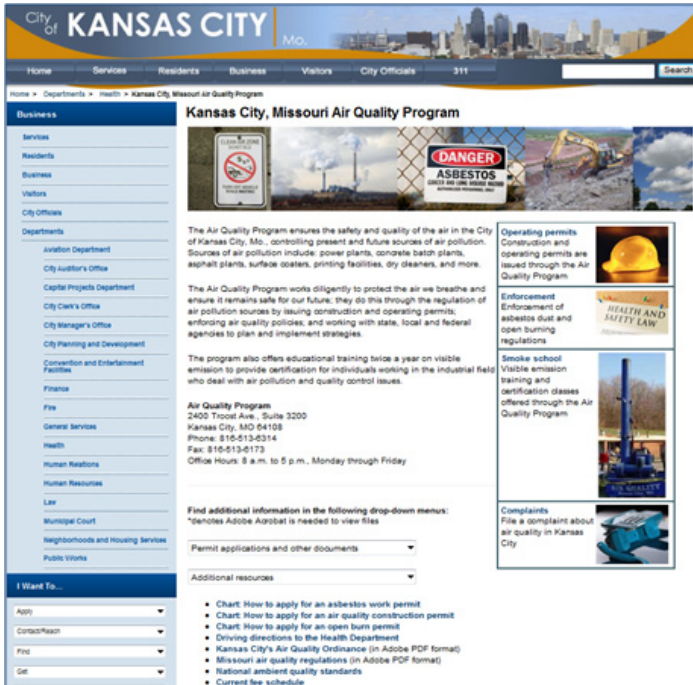 City of KANSAS CITY Mo.
Home Services Residents Business Visitors City Officials 311 Search
Home > Departments > Health > Kansas City, Missouri Air Quality Program
Business
Services
Residents
Business
Visitors
City Officials
Departments
Aviation Department
City Auditor's Office
Capital Projects Department
City Clerk's Office
City Manager's Office
City Planning and Development
Convention and Entertainment
Facilities
Finance
Fire
General Services
Health
Human Relations
Human Resources
Law
Municipal Court
Neighborhoods and Housing Services
Public Works
I Want To...
Apply
Contact/Reach
Find
Get
Kansas City, Missouri Air Quality Program
CLEAN AIR ZONE
DANGER
ASBESTOS
CANCER AND LUNG DISEASE HAZARD
AUTHORIZED PERSONNEL ONLY
The Air Quality Program ensures the safety and quality of the air in the City
of Kansas City, Mo., controlling present and future sources of air pollution.
Sources of air pollution include: power plants, concrete batch plants,
asphalt plants, surface coaters, printing facilities, dry cleaners, and more.
The Air Quality Program works diligently to protect the air we breathe and
ensure it remains safe for our future; they do this through the regulation of
air pollution sources by issuing construction and operating permits;
enforcing air quality policies; and working with state, local and federal
agencies to plan and implement strategies.
The program also offers educational training twice a year on visible
emission to provide certification for individuals working in the industrial field
who deal with air pollution and quality control issues.
Air Quality Program
2400 Troost Ave., Suite 3200
Kansas City, MO 64108
Phone: 816-513-6314
Fax: 816-513-6173
Office Hours: 8 a.m. to 5 p.m., Monday through Friday
Find additional information in the following drop-down menus:
*denotes Adobe Acrobat is needed to view files
Permit applications and other documents
Additional resources
Chart: How to apply for an asbestos work permit
Chart: How to apply for an air quality construction permit
Chart: How to apply for an open burn permit
Driving directions to the Health Department
Kansas City's Air Quality Ordinance (in Adobe PDF format)
Missouri air quality regulations (in Adobe PDF format)
National ambient quality standards
Current fee schedule
Operating permits
Construction and
operating permits are
issued through the Air
Quality Program
Enforcement
Enforcement of
asbestos dust and
open burning
regulations
HEALTH AND
SAFETY LAW
Smoke school
Visible emission
training and
certification classes
offered through the Air
Quality Program
AIR QUALITY
Complaints
File a complaint about
air quality in Kansas
City